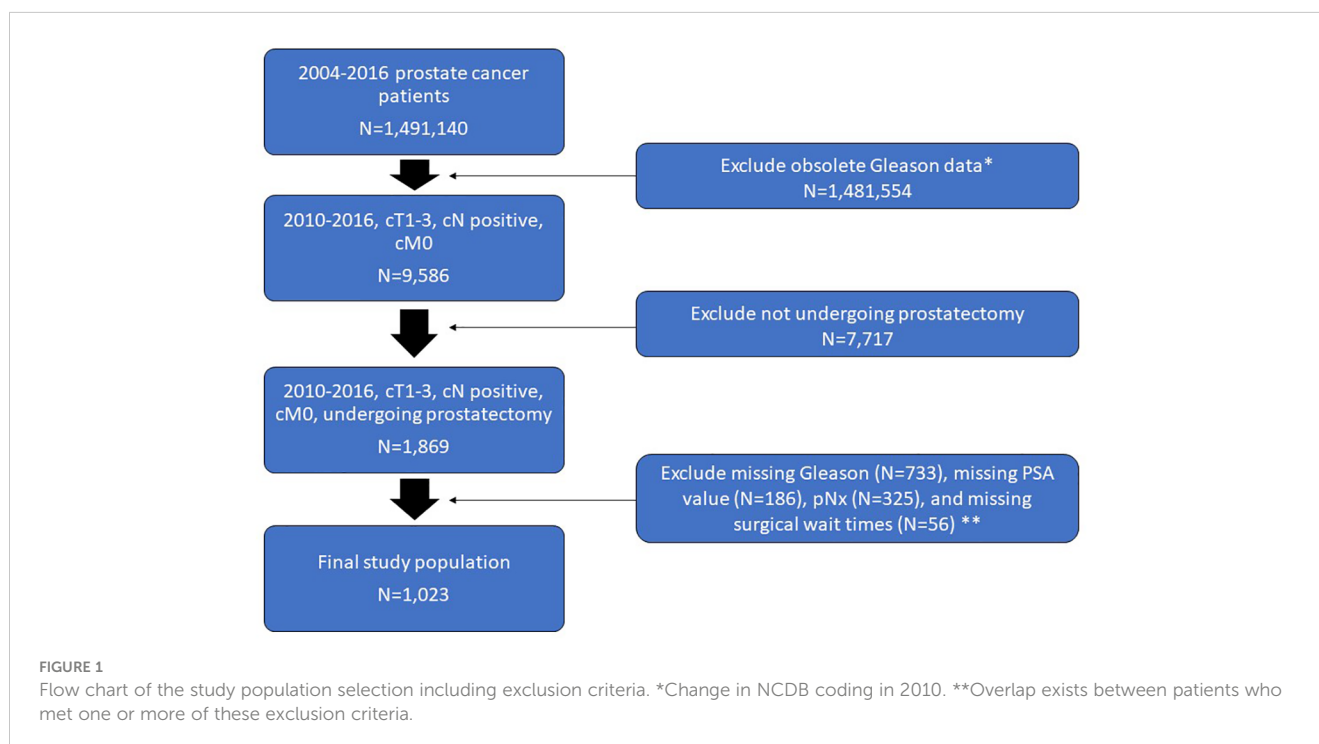 2004-2016 prostate cancer
patients
N=1,491,140
Exclude obsolete Gleason data*
N=1,481,554
2010-2016, cT1-3, cN positive,
cM0
N=9,586
Exclude not undergoing prostatectomy
N=7,717
2010-2016, cT1-3, cN positive,
cM0, undergoing prostatectomy
N=1,869
Exclude missing Gleason (N=733), missing PSA
value (N=186), pNx (N=325), and missing
surgical wait times (N=56) **
Final study population
N=1,023
FIGURE 1
Flow chart of the study population selection including exclusion criteria. *Change in NCDB coding in 2010. **Overlap exists between patients who
met one or more of these exclusion criteria.